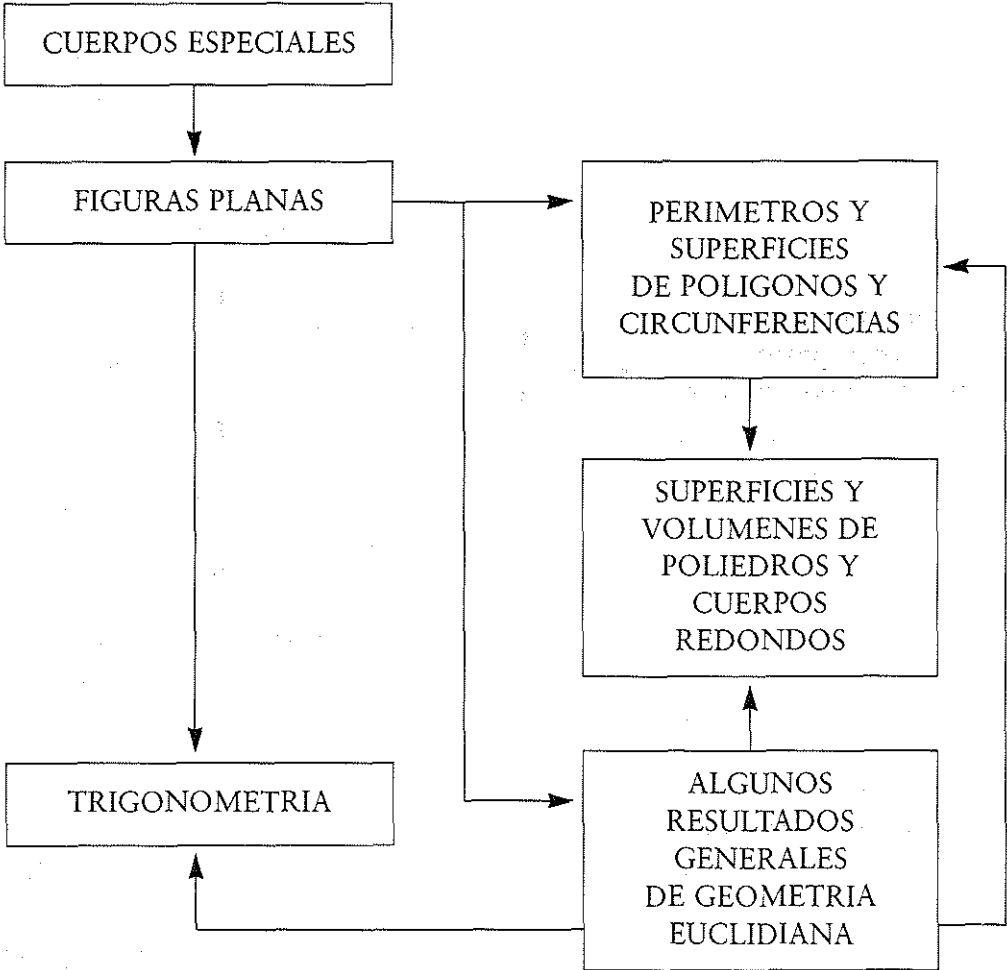 CUERPOS ESPECIALES
FIGURAS PLANAS
PERIMETROS Y
SUPERFICIES
DE POLIGONOS Y
CIRCUNFERENCIAS
SUPERFICIES Y
VOLUMENES DE
POLIEDROS Y
CUERPOS
REDONDOS
TRIGONOMETRIA
ALGUNOS
RESULTADOS
GENERALES
DE GEOMETRIA
EUCLIDIANA